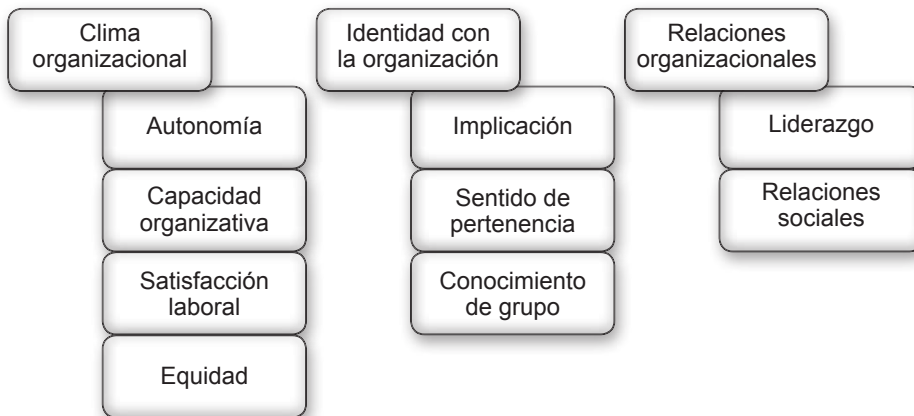 Clima
organizacional
Autonomía
Capacidad
organizativa
Satisfacción
laboral
Equidad
Identidad con
la organización
Implicación
Sentido de
pertenencia
Conocimiento
de grupo
Relaciones
organizacionales
Liderazgo
Relaciones
sociales